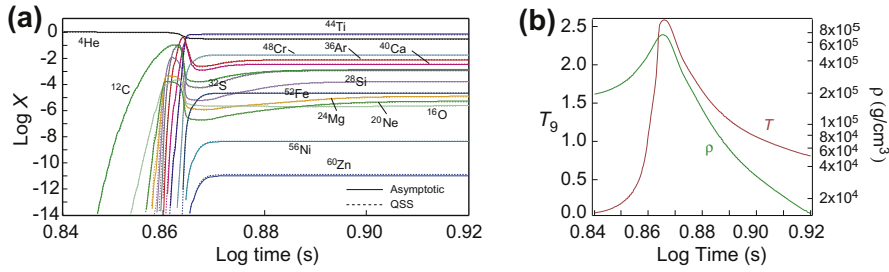 (a)
Log X
0
-2
-4
-6
-8
-10
-12
-14
0.84
0.86
0.88
0.90
0.92
Log time (s)
⁴He
¹²C
⁴⁴Ti
⁴⁸Cr
³⁶Ar
⁴⁰Ca
³²S
²⁸Si
⁵²Fe
²⁴Mg
²⁰Ne
¹⁶O
⁵⁶Ni
⁶⁰Zn
Asymptotic
QSS
(b)
T₉
2.5
2.0
1.5
1.0
0.5
0.0
0.84
0.86
0.88
0.90
0.92
Log Time (s)
T
ρ
8x10⁵
6x10⁵
4x10⁵
2x10⁵
1x10⁵
8x10⁴
6x10⁴
4x10⁴
2x10⁴
ρ (g/cm³)